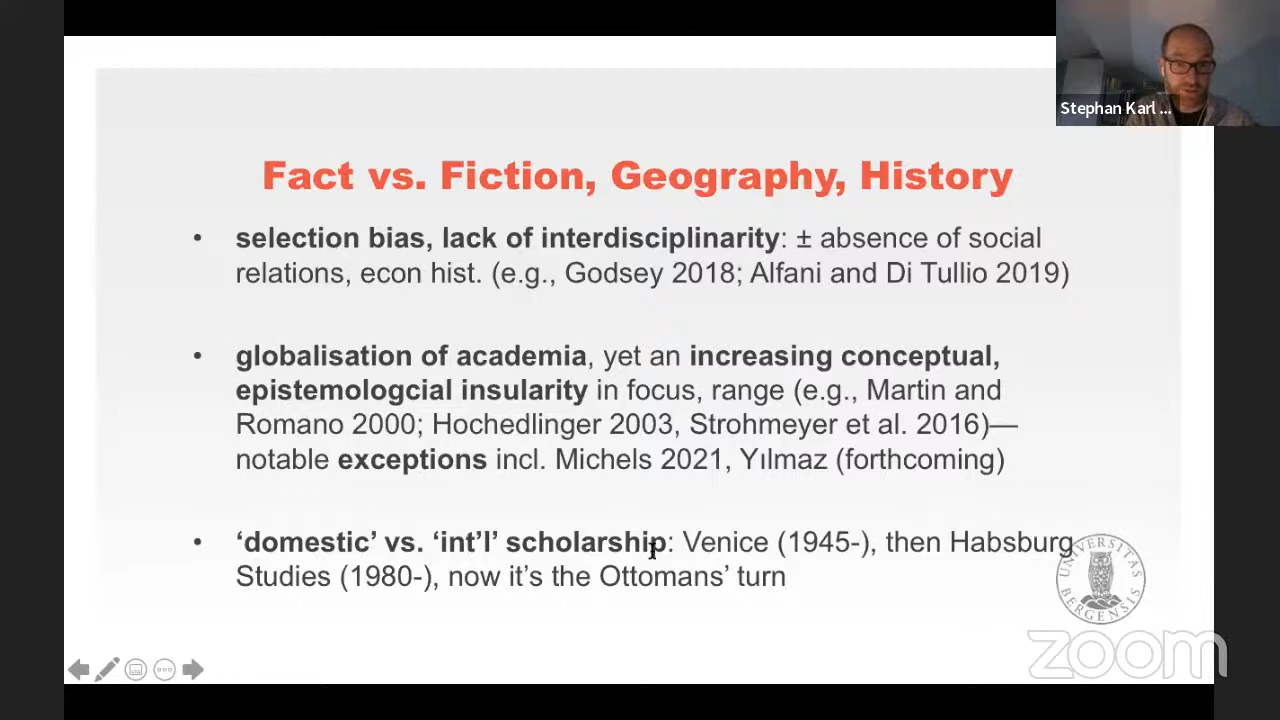 Stephan Karl ...
Fact vs. Fiction, Geography, History
• selection bias, lack of interdisciplinarity: ± absence of social
relations, econ hist. (e.g., Godsey 2018; Alfani and Di Tullio 2019)
• globalisation of academia, yet an increasing conceptual,
epistemologcial insularity in focus, range (e.g., Martin and
Romano 2000; Hochedlinger 2003, Strohmeyer et al. 2016)—
notable exceptions incl. Michels 2021, Yılmaz (forthcoming)
• ‘domestic’ vs. ‘int’l’ scholarship: Venice (1945-), then Habsburg
Studies (1980-), now it’s the Ottomans’ turn
UNIVERSITAS
BERGENSIS
zoom